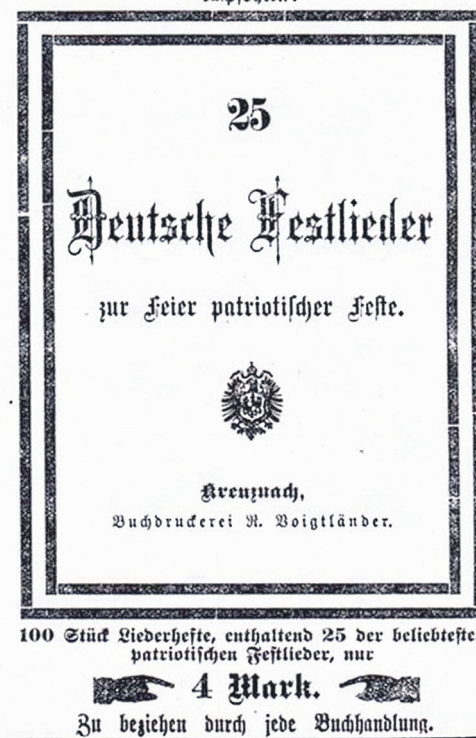 25
Deutsche Festlieder
zur Feier patriotischer Feste.
Kreuznach,
Buchdruckerei R. Voigtländer.
100 Stück Liederhefte, enthaltend 25 der beliebteste
patriotischen Festlieder, nur
4 Mark.
Zu beziehen durch jede Buchhandlung.